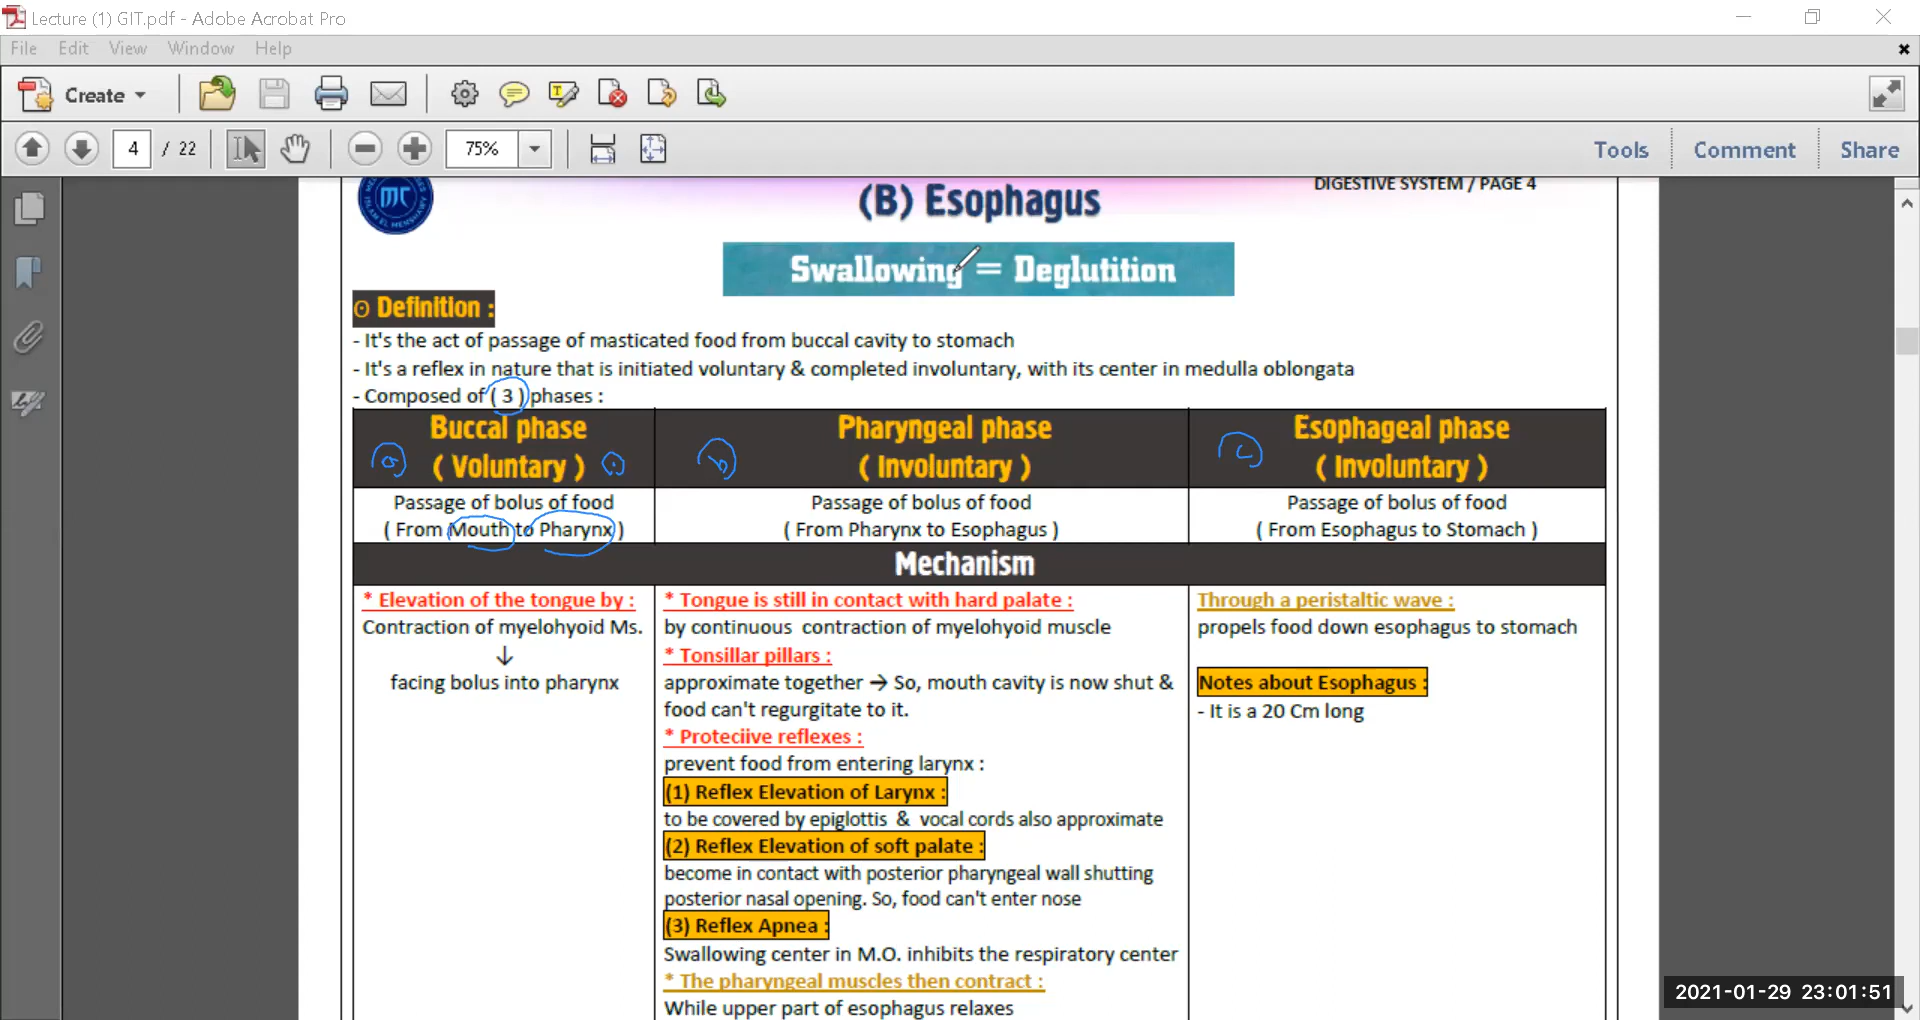 Lecture (1) GIT.pdf - Adobe Acrobat Pro
File Edit View Window Help
Create
4 / 22 75% Tools Comment Share
DIGESTIVE SYSTEM / PAGE 4
MC
(B) Esophagus
Swallowing = Deglutition
ʘ Definition :
- It's the act of passage of masticated food from buccal cavity to stomach
- It's a reflex in nature that is initiated voluntary & completed involuntary, with its center in medulla oblongata
- Composed of ( 3 ) phases :
Buccal phase
( Voluntary )
Pharyngeal phase
( Involuntary )
Esophageal phase
( Involuntary )
a
b
c
Passage of bolus of food
( From Mouth to Pharynx )
Passage of bolus of food
( From Pharynx to Esophagus )
Passage of bolus of food
( From Esophagus to Stomach )
Mechanism
* Elevation of the tongue by :
Contraction of myelohyoid Ms.
↓
facing bolus into pharynx
* Tongue is still in contact with hard palate :
by continuous contraction of myelohyoid muscle
* Tonsillar pillars :
approximate together → So, mouth cavity is now shut &
food can't regurgitate to it.
* Proteciive reflexes :
prevent food from entering larynx :
(1) Reflex Elevation of Larynx :
to be covered by epiglottis & vocal cords also approximate
(2) Reflex Elevation of soft palate :
become in contact with posterior pharyngeal wall shutting
posterior nasal opening. So, food can't enter nose
(3) Reflex Apnea :
Swallowing center in M.O. inhibits the respiratory center
* The pharyngeal muscles then contract :
While upper part of esophagus relaxes
Through a peristaltic wave :
propels food down esophagus to stomach
Notes about Esophagus :
- It is a 20 Cm long
2021-01-29 23:01:51